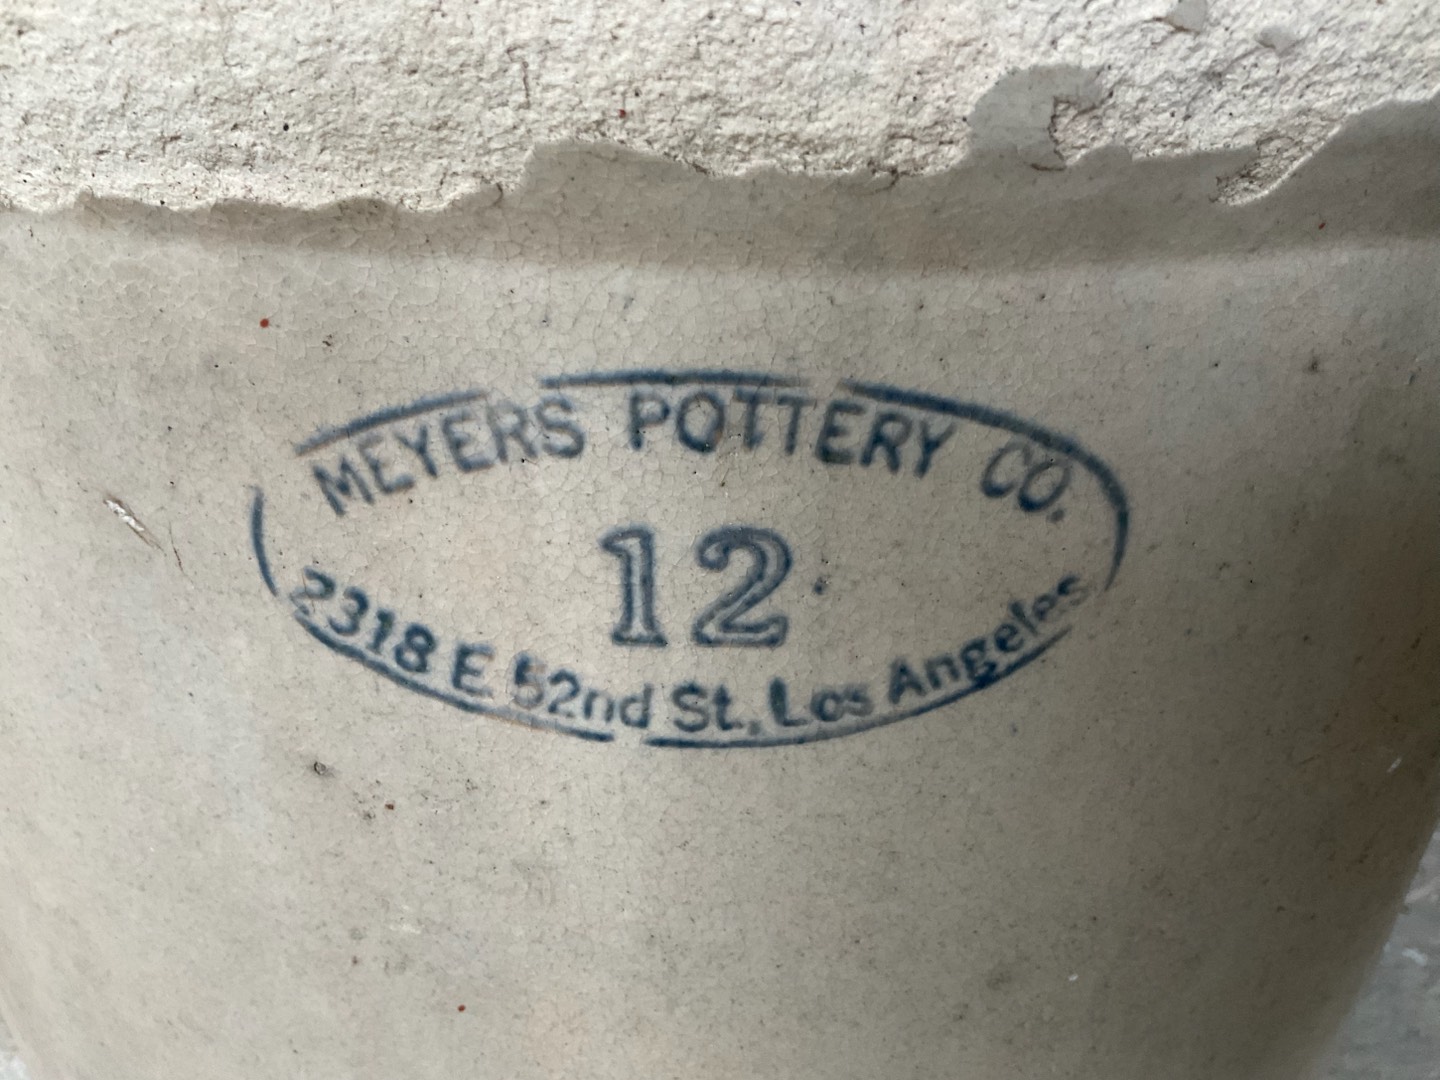 MEYERS POTTERY CO.
12
2318 E. 52nd St., Los Angeles